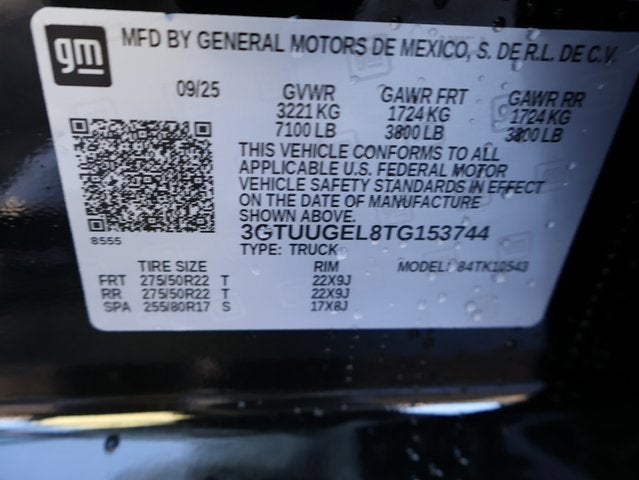 gm
MFD BY GENERAL MOTORS DE MEXICO, S. DE R.L. DE C.V.
09/25 GVWR GAWR FRT GAWR RR
3221 KG 1724 KG 1724 KG
7100 LB 3800 LB 3800 LB
THIS VEHICLE CONFORMS TO ALL
APPLICABLE U.S. FEDERAL MOTOR
VEHICLE SAFETY STANDARDS IN EFFECT
ON THE DATE OF MANUFACTURE
SHOWN ABOVE.
8555
3GTUUGEL8TG153744
TYPE: TRUCK
TIRE SIZE RIM MODEL: 84TK10543
FRT 275/50R22 T 22X9J
RR 275/50R22 T 22X9J
SPA 255/80R17 S 17X8J